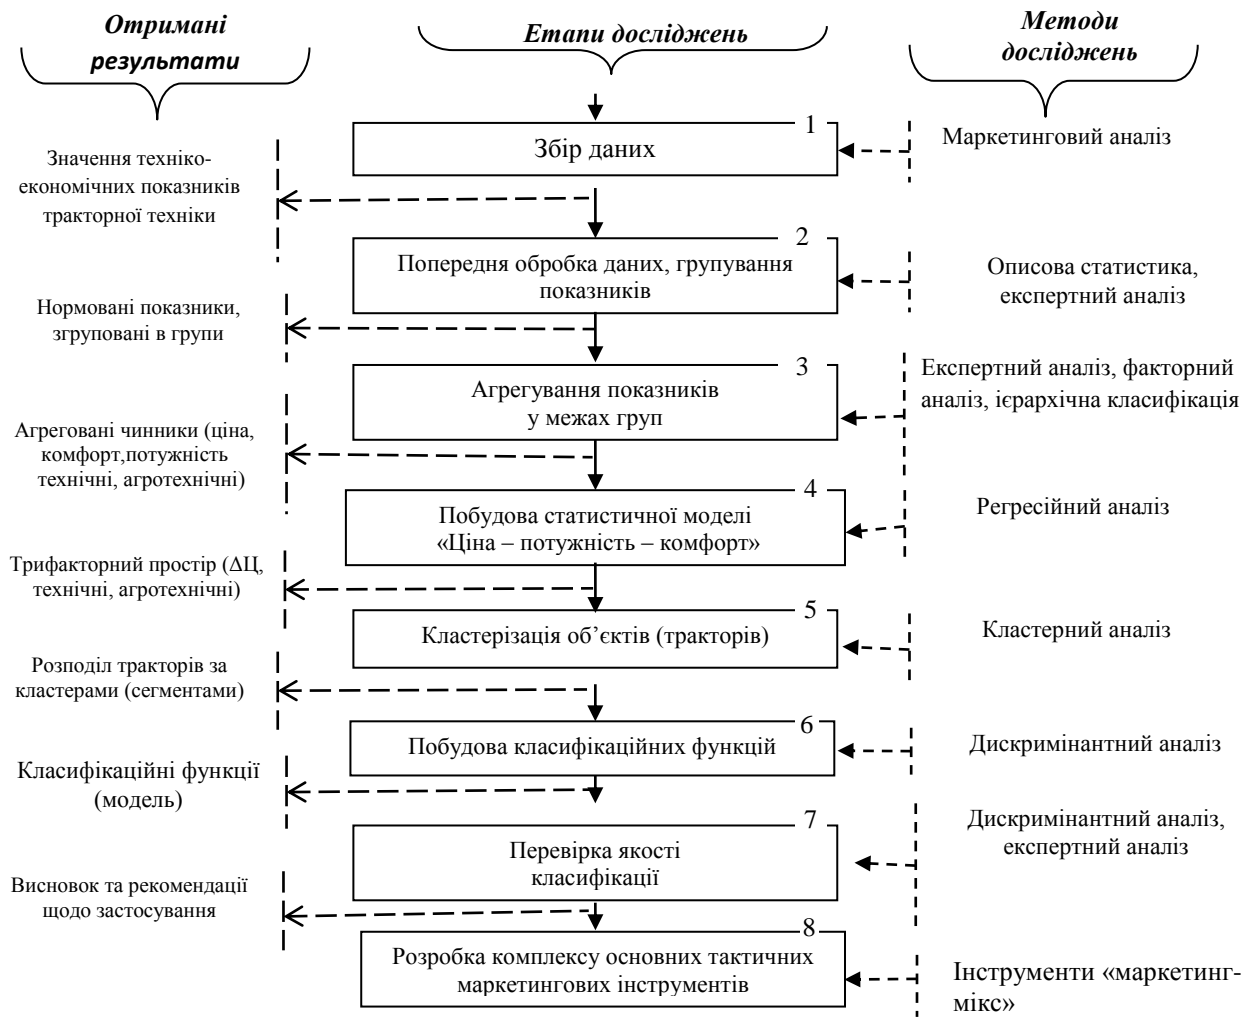 Отримані
результати
Етапи досліджень
Методи
досліджень
1
Збір даних
Маркетинговий аналіз
Значення техніко-
економічних показників
тракторної техніки
2
Попередня обробка даних, групування
показників
Описова статистика,
експертний аналіз
Нормовані показники,
згруповані в групи
3
Агрегування показників
у межах груп
Експертний аналіз, факторний
аналіз, ієрархічна класифікація
Агреговані чинники (ціна,
комфорт,потужність
технічні, агротехнічні)
4
Побудова статистичної моделі
«Ціна – потужність – комфорт»
Регресійний аналіз
Трифакторний простір (ΔЦ,
технічні, агротехнічні)
5
Кластерізація об’єктів (тракторів)
Кластерний аналіз
Розподіл тракторів за
кластерами (сегментами)
6
Побудова класифікаційних функцій
Дискримінантний аналіз
Класифікаційні функції
(модель)
7
Перевірка якості
класифікації
Дискримінантний аналіз,
експертний аналіз
Висновок та рекомендації
щодо застосування
8
Розробка комплексу основних тактичних
маркетингових інструментів
Інструменти «маркетинг-
мікс»